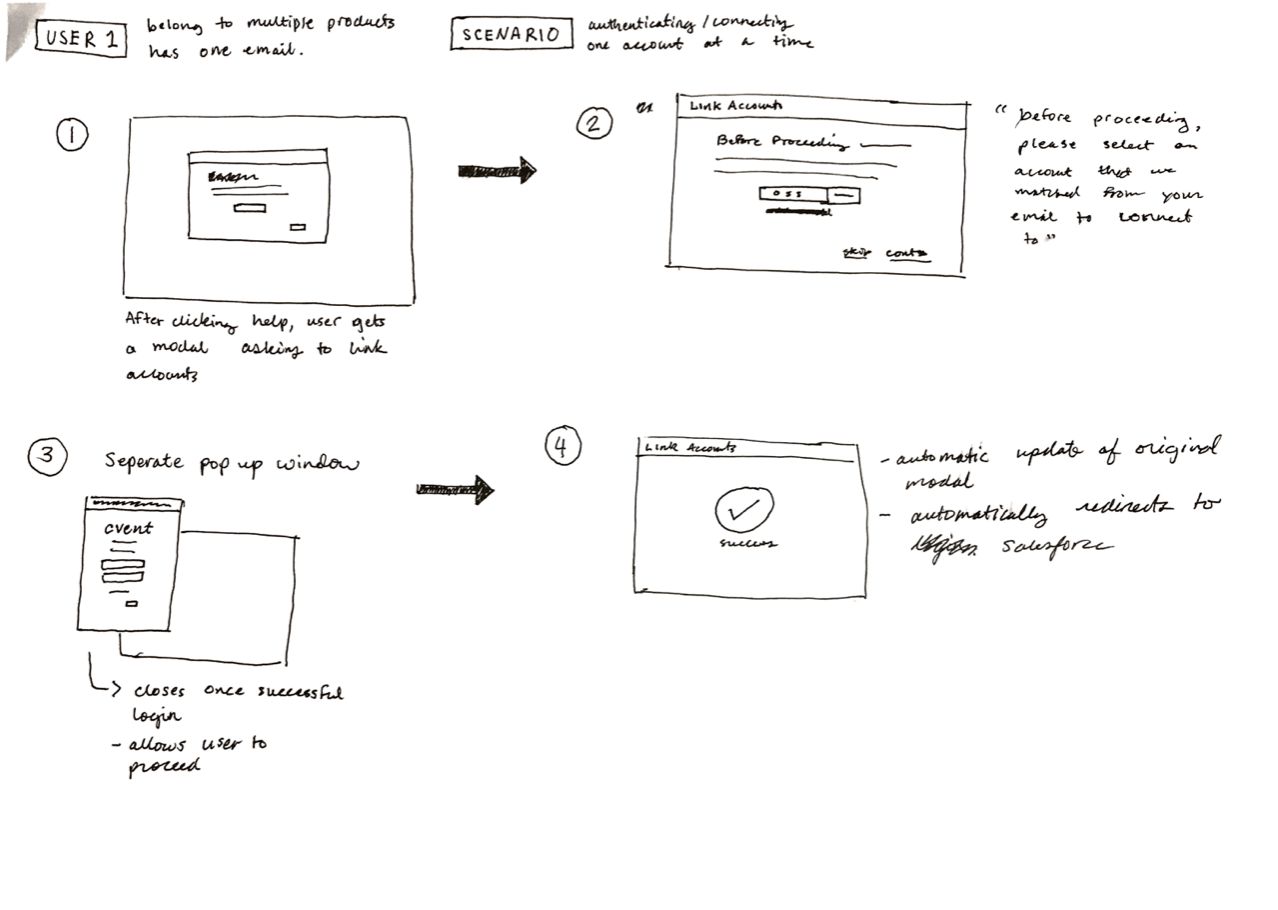 USER 1
belong to multiple products
has one email.
SCENARIO
authenticating/connecting
one account at a time
1
After clicking help, user gets
a modal asking to link
accounts
2
Link Accounts
Before Proceeding
skip
"before proceeding,
please select an
account that we
matched from your
email to connect
to"
3
Seperate pop up window
cvent
closes once successful
login
- allows user to
proceed
4
Link Accounts
success
- automatic update of original
modal
- automatically redirects to
Salesforce